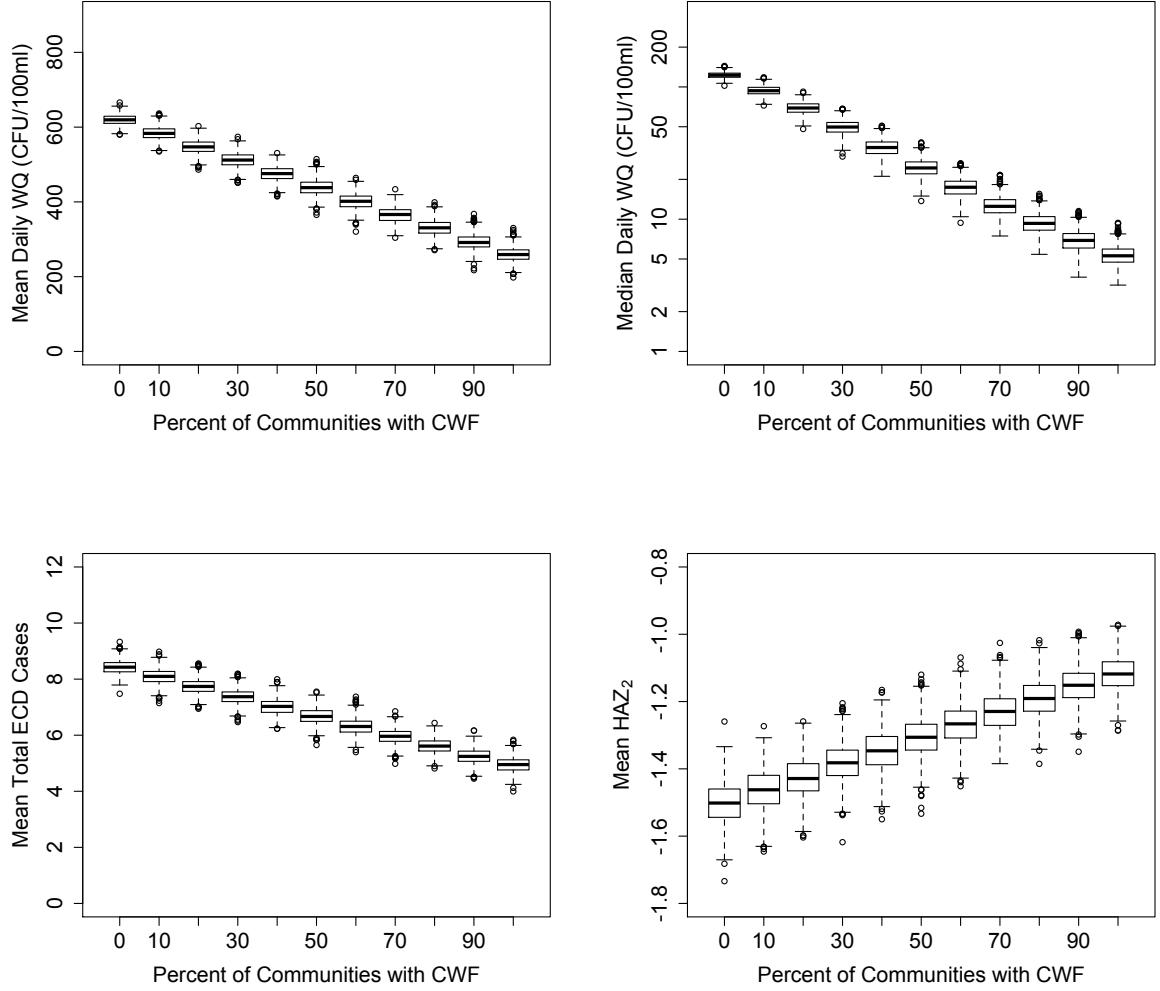 Mean Daily WQ (CFU/100ml)
800
600
400
200
0
0 10 30 50 70 90
Percent of Communities with CWF
Median Daily WQ (CFU/100ml)
200
50
10
5
2
1
0 10 30 50 70 90
Percent of Communities with CWF
Mean Total ECD Cases
12
10
8
6
4
2
0
0 10 30 50 70 90
Percent of Communities with CWF
Mean HAZ2
-0.8
-1.0
-1.2
-1.4
-1.6
-1.8
0 10 30 50 70 90
Percent of Communities with CWF